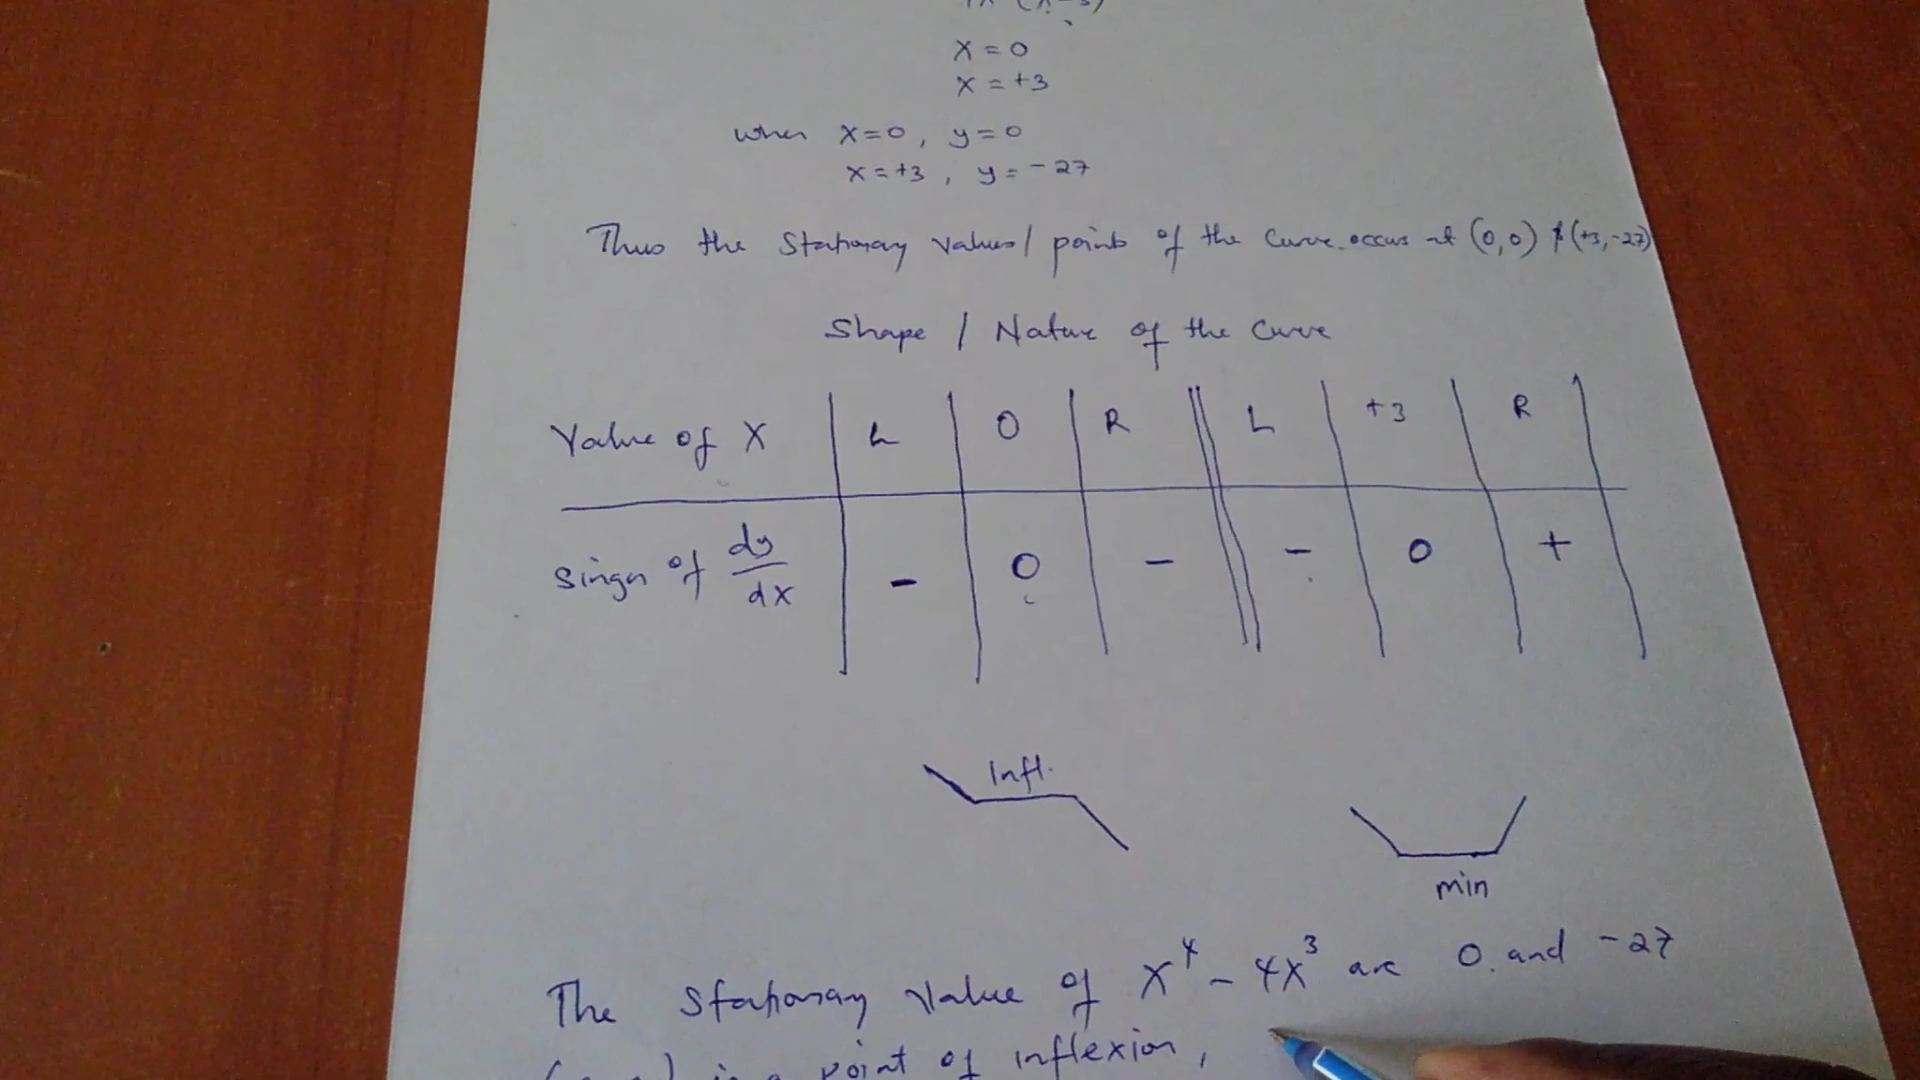 x = 0
x = +3
when x=0, y=0
x=+3, y=-27
Thus the Stationary values/ points of the Curve occurs at (0,0) & (+3,-27)
Shape / Nature of the Curve
Value of X L 0 R L +3 R
Singn of dy/dx - 0 - - 0 +
Infl.
min
The Stationary Value of x⁴ - 4x³ are 0 and -27
is a point of inflexion,